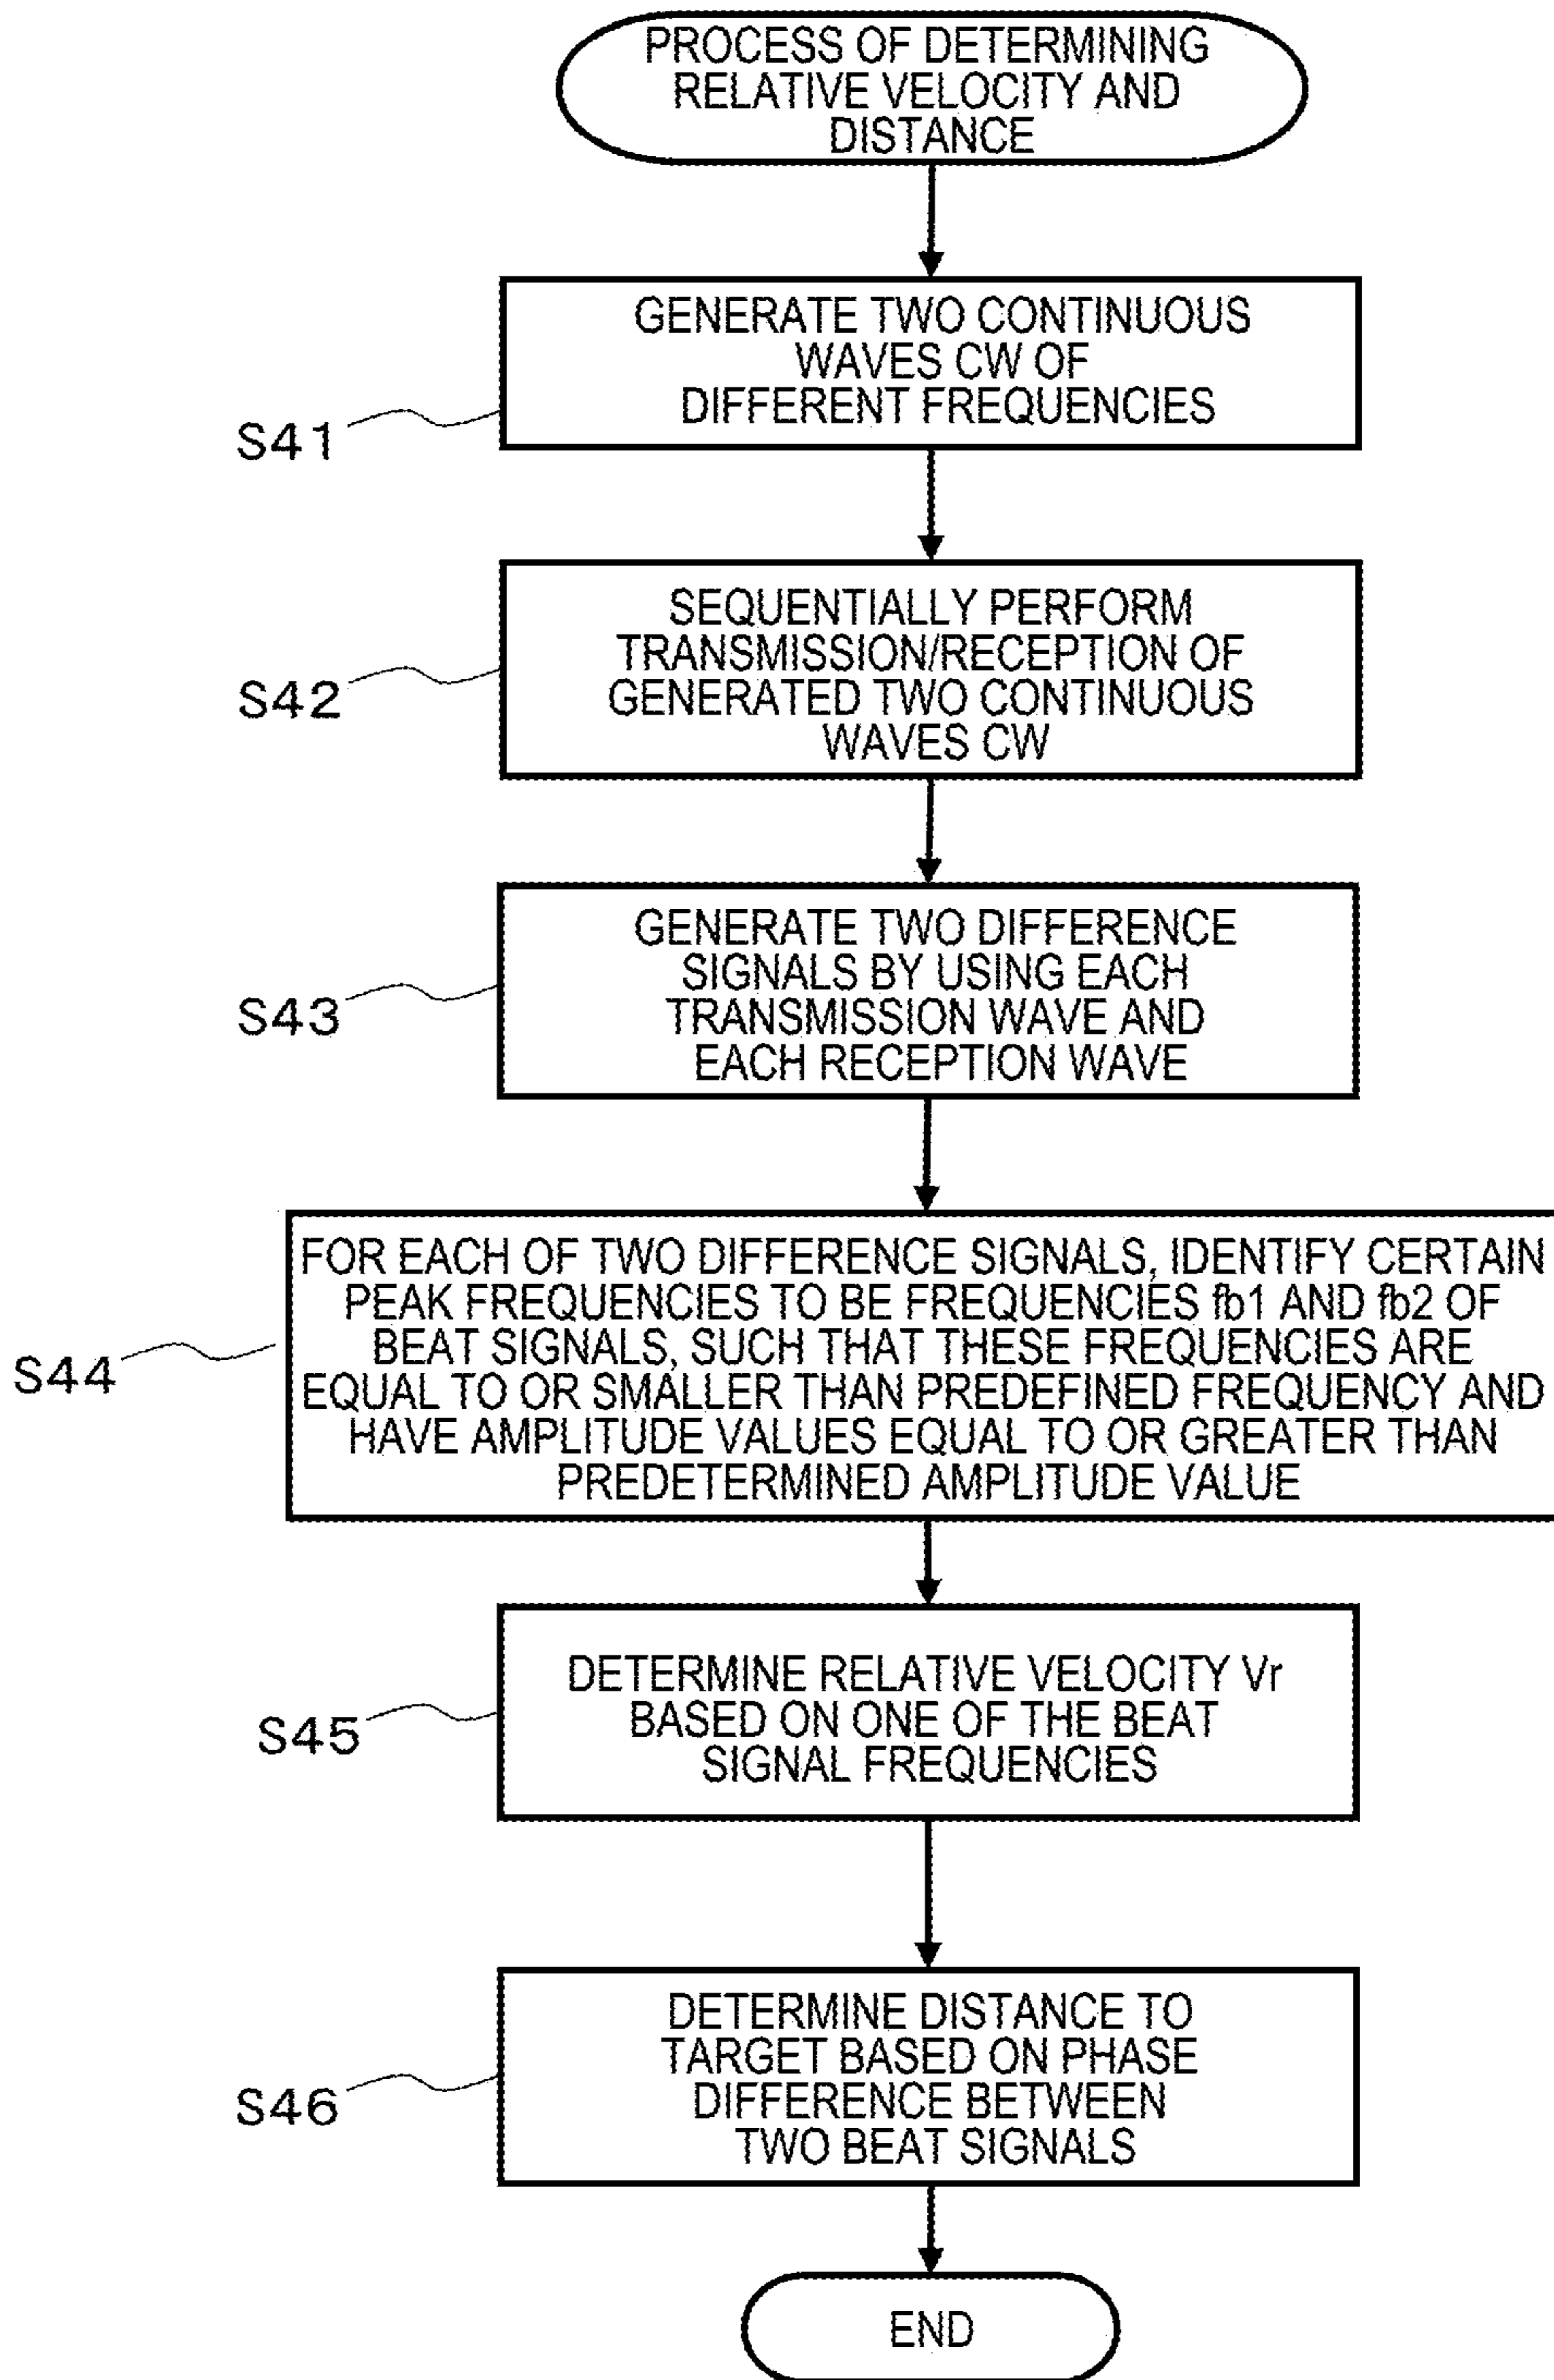 PROCESS OF DETERMINING
RELATIVE VELOCITY AND
DISTANCE
GENERATE TWO CONTINUOUS
WAVES CW OF
DIFFERENT FREQUENCIES
S41
SEQUENTIALLY PERFORM
TRANSMISSION/RECEPTION OF
GENERATED TWO CONTINUOUS
WAVES CW
S42
GENERATE TWO DIFFERENCE
SIGNALS BY USING EACH
TRANSMISSION WAVE AND
EACH RECEPTION WAVE
S43
FOR EACH OF TWO DIFFERENCE SIGNALS, IDENTIFY CERTAIN
PEAK FREQUENCIES TO BE FREQUENCIES fb1 AND fb2 OF
BEAT SIGNALS, SUCH THAT THESE FREQUENCIES ARE
EQUAL TO OR SMALLER THAN PREDEFINED FREQUENCY AND
HAVE AMPLITUDE VALUES EQUAL TO OR GREATER THAN
PREDETERMINED AMPLITUDE VALUE
S44
DETERMINE RELATIVE VELOCITY Vr
BASED ON ONE OF THE BEAT
SIGNAL FREQUENCIES
S45
DETERMINE DISTANCE TO
TARGET BASED ON PHASE
DIFFERENCE BETWEEN
TWO BEAT SIGNALS
S46
END